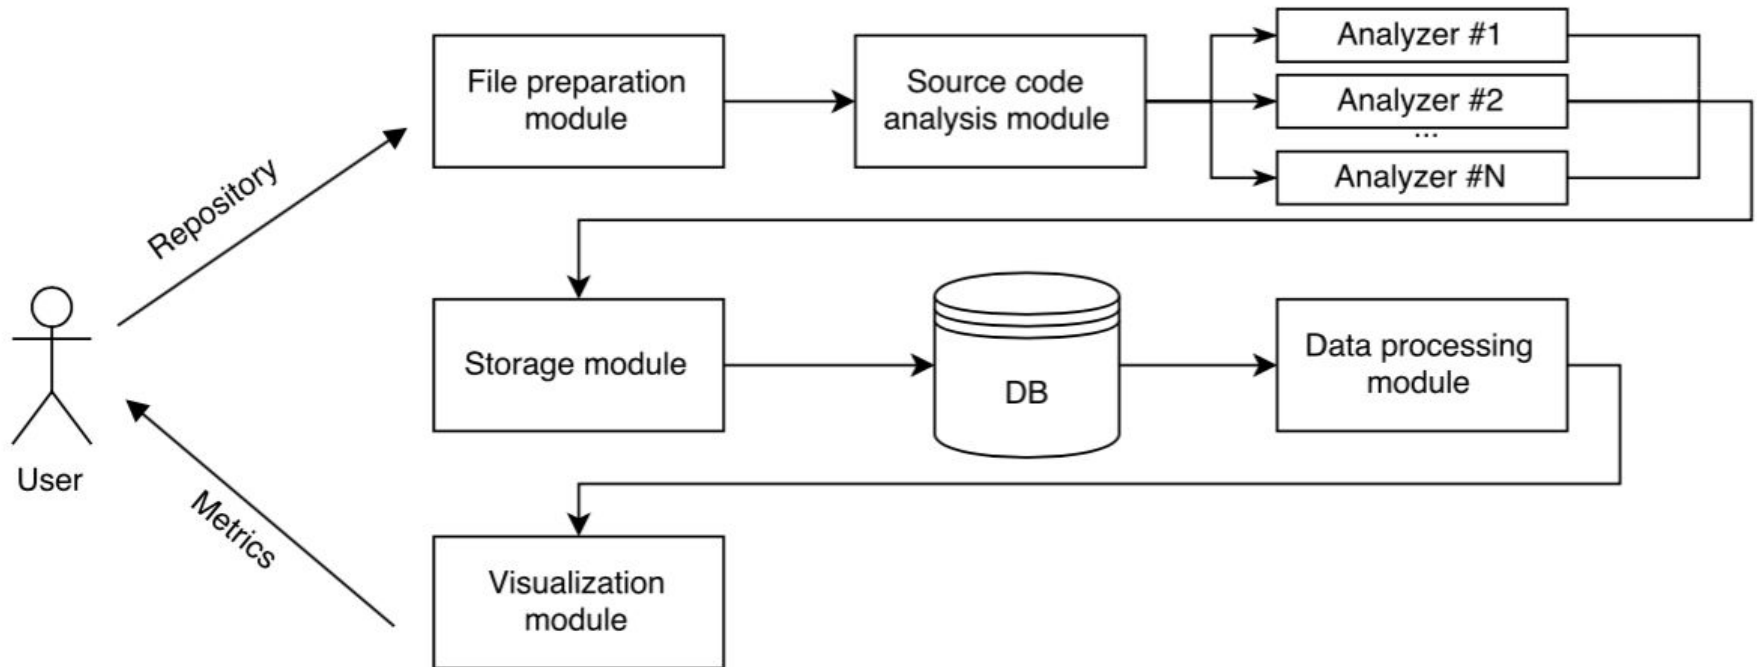 File preparation
module
Source code
analysis module
Analyzer #1
Analyzer #2
...
Analyzer #N
Repository
Storage module
DB
Data processing
module
User
Metrics
Visualization
module